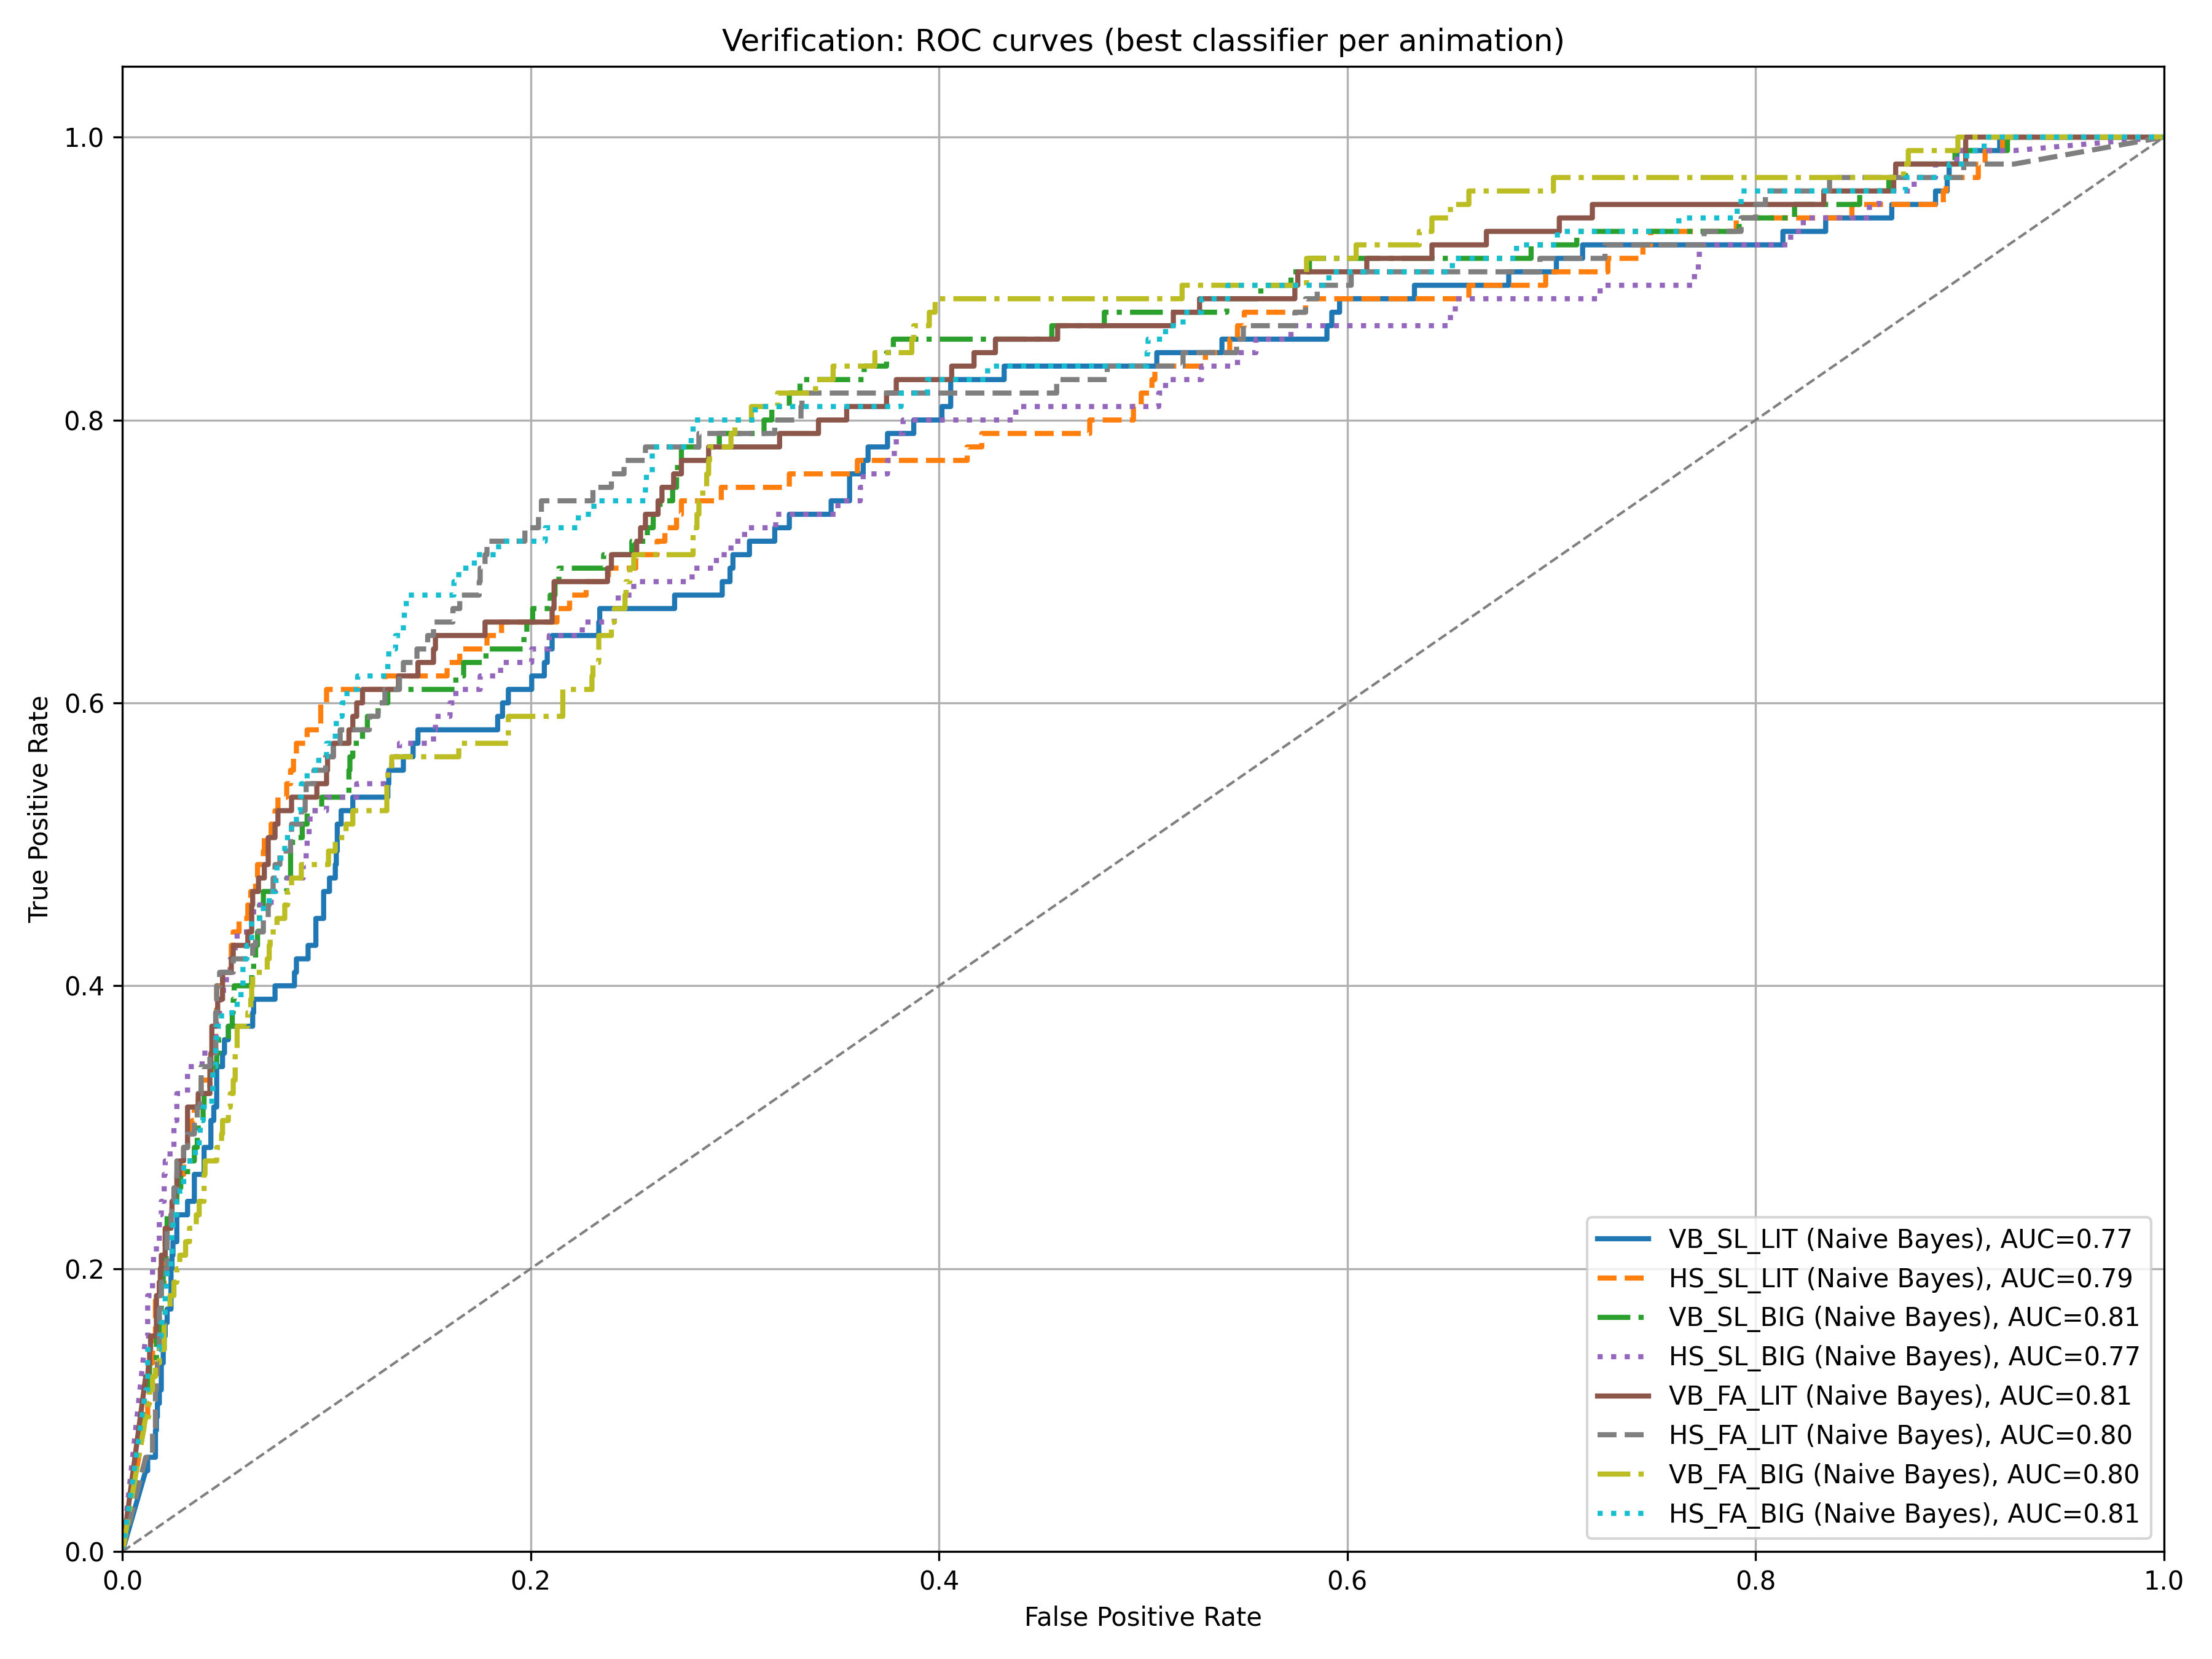 Verification: ROC curves (best classifier per animation)
1.0
0.8
0.6
0.4
0.2
0.0
True Positive Rate
0.0 0.2 0.4 0.6 0.8 1.0
False Positive Rate
VB_SL_LIT (Naive Bayes), AUC=0.77
HS_SL_LIT (Naive Bayes), AUC=0.79
VB_SL_BIG (Naive Bayes), AUC=0.81
HS_SL_BIG (Naive Bayes), AUC=0.77
VB_FA_LIT (Naive Bayes), AUC=0.81
HS_FA_LIT (Naive Bayes), AUC=0.80
VB_FA_BIG (Naive Bayes), AUC=0.80
HS_FA_BIG (Naive Bayes), AUC=0.81